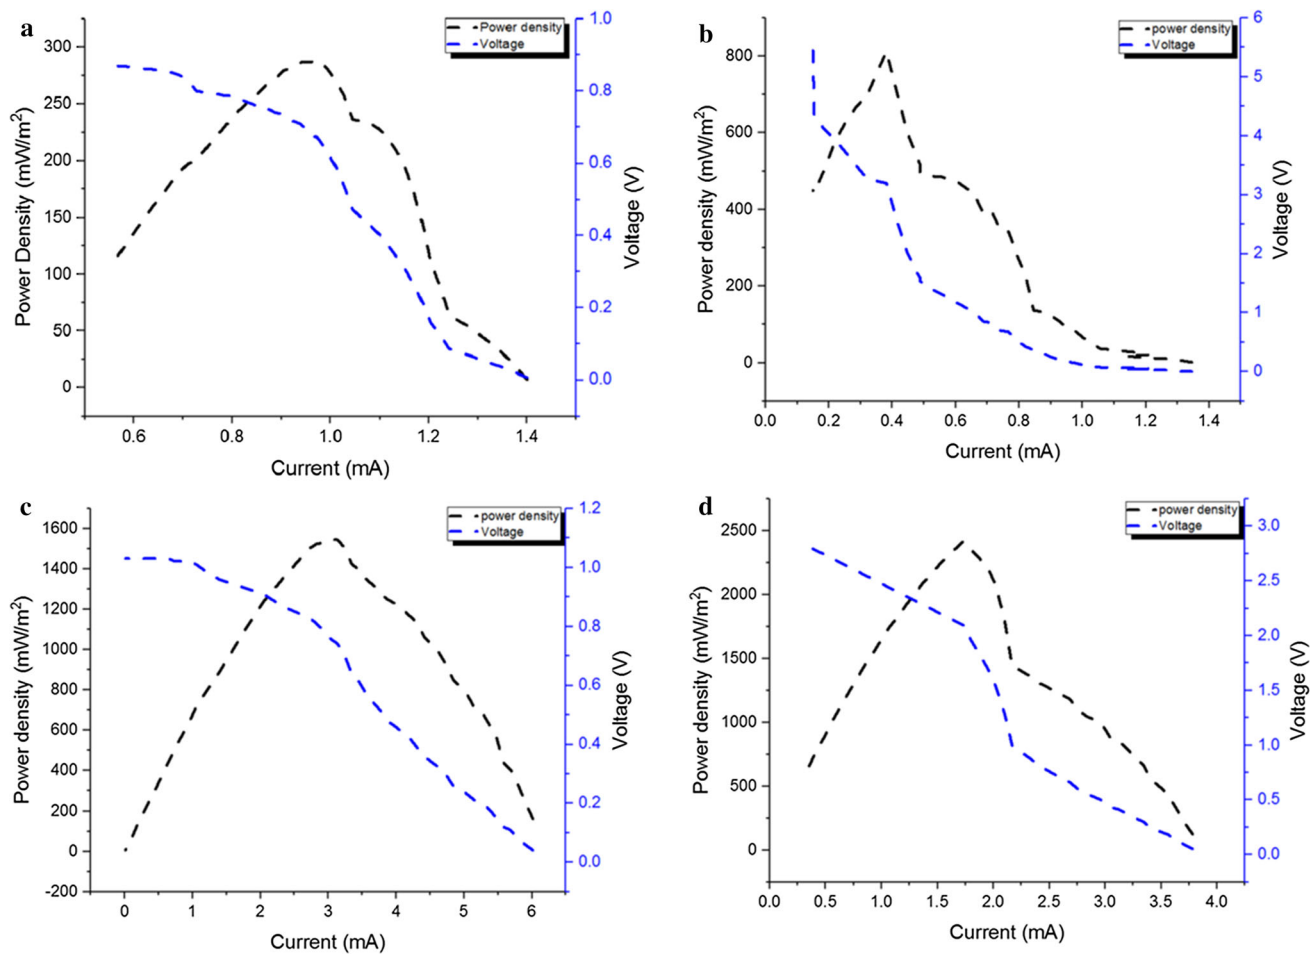 a
Power density
Voltage
300
250
200
150
100
50
0
Power Density (mW/m²)
1.0
0.8
0.6
0.4
0.2
0.0
Voltage (V)
0.6 0.8 1.0 1.2 1.4
Current (mA)
b
power density
Voltage
800
600
400
200
0
Power density (mW/m²)
6
5
4
3
2
1
0
Voltage (V)
0.0 0.2 0.4 0.6 0.8 1.0 1.2 1.4
Current (mA)
c
power density
Voltage
1600
1400
1200
1000
800
600
400
200
0
-200
Power density (mW/m²)
1.2
1.0
0.8
0.6
0.4
0.2
0.0
Voltage (V)
0 1 2 3 4 5 6
Current (mA)
d
power density
Voltage
2500
2000
1500
1000
500
0
Power density (mW/m²)
3.0
2.5
2.0
1.5
1.0
0.5
0.0
Voltage (V)
0.0 0.5 1.0 1.5 2.0 2.5 3.0 3.5 4.0
Current (mA)